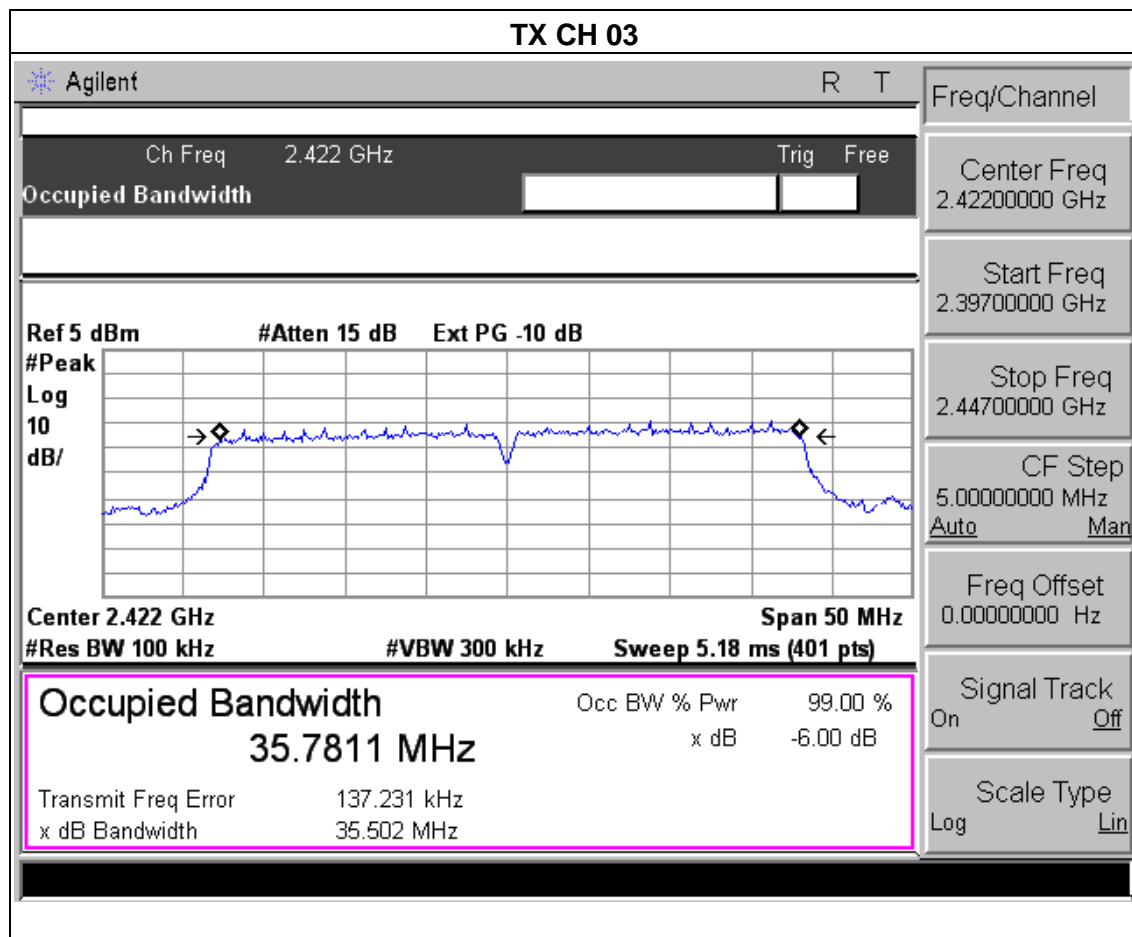 TX CH 03
Agilent R T
Ch Freq 2.422 GHz Trig Free
Occupied Bandwidth
Ref 5 dBm #Atten 15 dB Ext PG -10 dB
#Peak
Log
10
dB/
Center 2.422 GHz Span 50 MHz
#Res BW 100 kHz #VBW 300 kHz Sweep 5.18 ms (401 pts)
Occupied Bandwidth
35.7811 MHz
Occ BW % Pwr 99.00 %
x dB -6.00 dB
Transmit Freq Error 137.231 kHz
x dB Bandwidth 35.502 MHz
Freq/Channel
Center Freq
2.42200000 GHz
Start Freq
2.39700000 GHz
Stop Freq
2.44700000 GHz
CF Step
5.00000000 MHz
Auto Man
Freq Offset
0.00000000 Hz
Signal Track
On Off
Scale Type
Log Lin